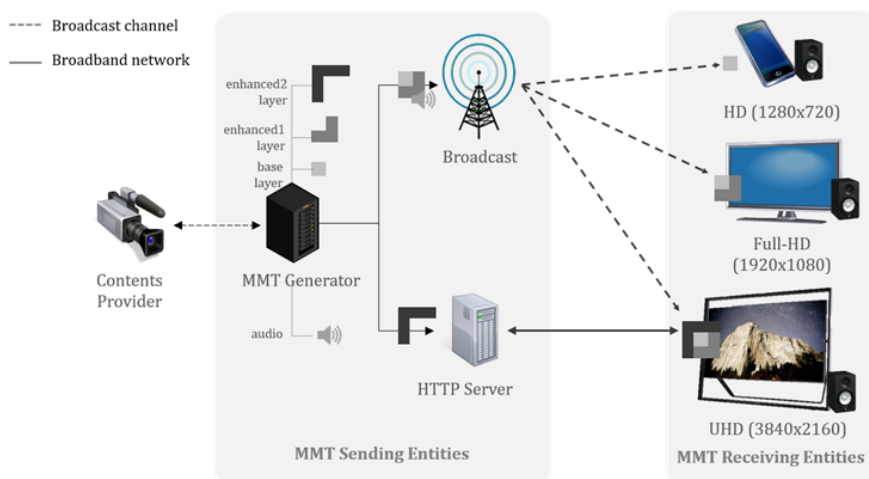 Broadcast channel
Broadband network
enhanced2
layer
enhanced1
layer
base
layer
Broadcast
Contents
Provider
MMT Generator
audio
HTTP Server
MMT Sending Entities
HD (1280x720)
Full-HD
(1920x1080)
UHD (3840x2160)
MMT Receiving Entities